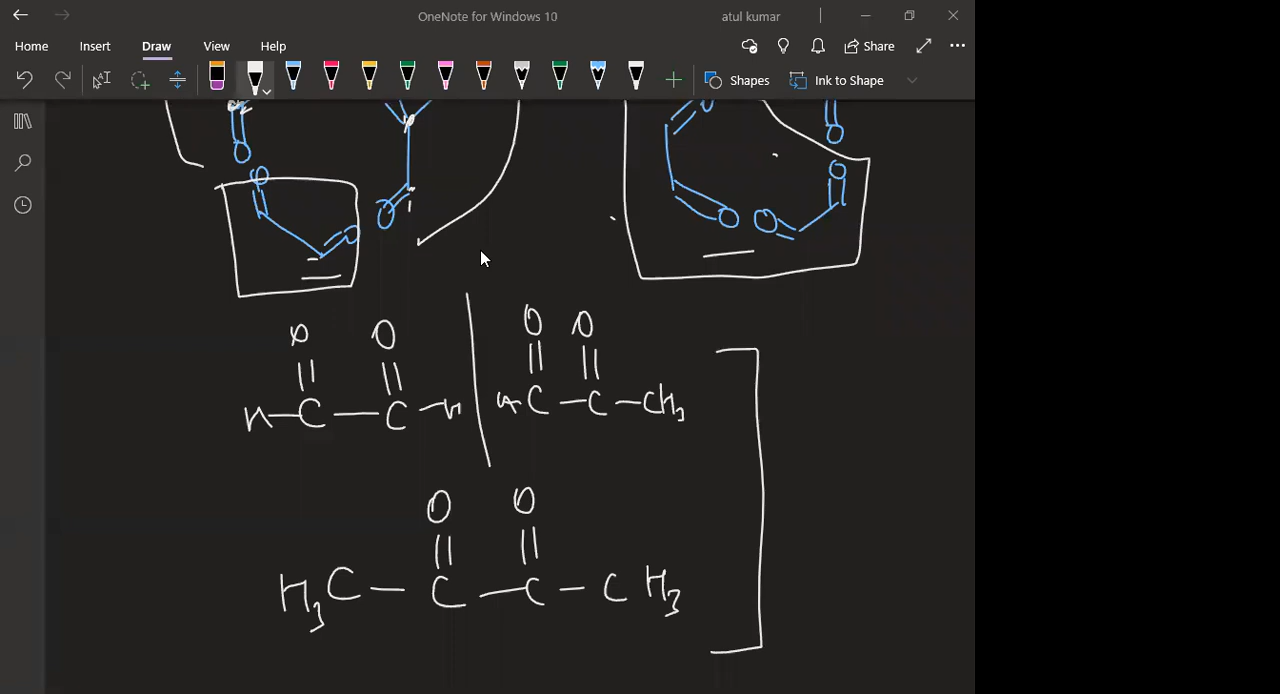 OneNote for Windows 10
atul kumar
Home Insert Draw View Help
Share
Shapes
Ink to Shape
O O
O
O O
O
O O O
O O
H—C—C—H
O O
H-C—C—CH3
O O
H3C—C—C—CH3